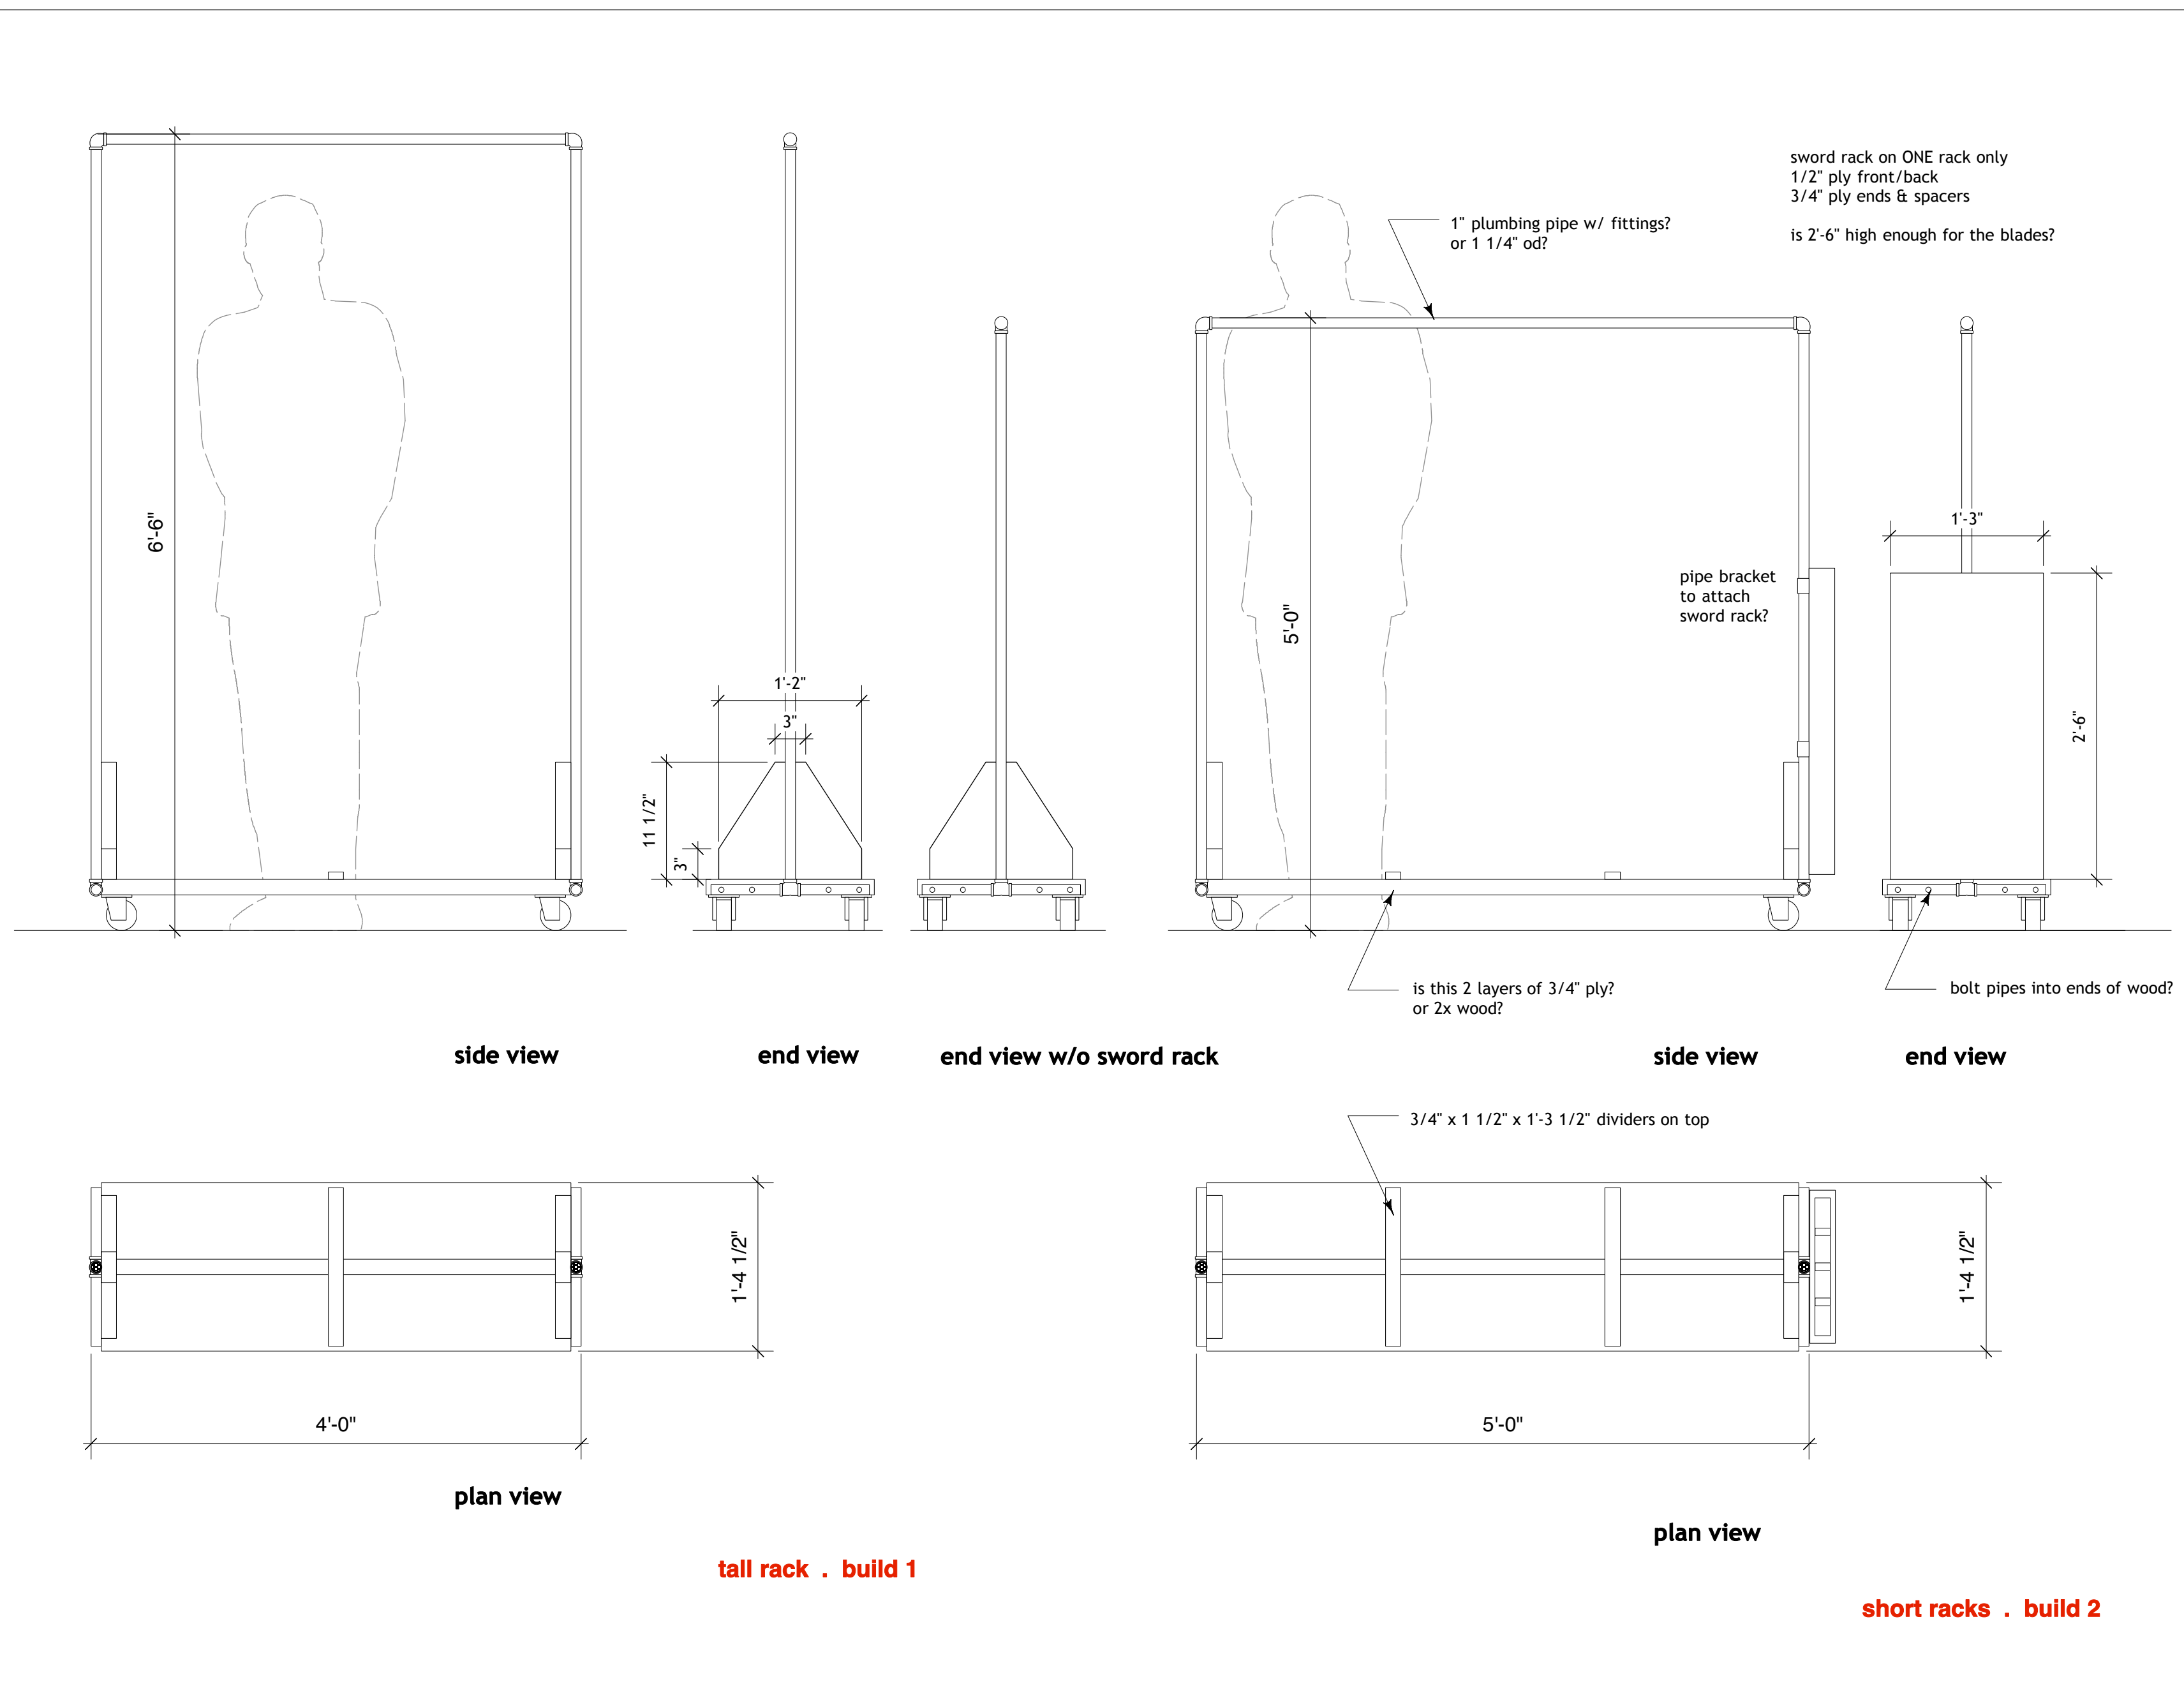 sword rack on ONE rack only
1/2" ply front/back
3/4" ply ends & spacers
is 2'-6" high enough for the blades?
1" plumbing pipe w/ fittings?
or 1 1/4" od?
6'-6"
1'-2"
3"
11 1/2"
3"
5'-0"
pipe bracket
to attach
sword rack?
1'-3"
2'-6"
is this 2 layers of 3/4" ply?
or 2x wood?
bolt pipes into ends of wood?
side view
end view
end view w/o sword rack
side view
end view
3/4" x 1 1/2" x 1'-3 1/2" dividers on top
1'-4 1/2"
1'-4 1/2"
4'-0"
5'-0"
plan view
plan view
tall rack . build 1
short racks . build 2